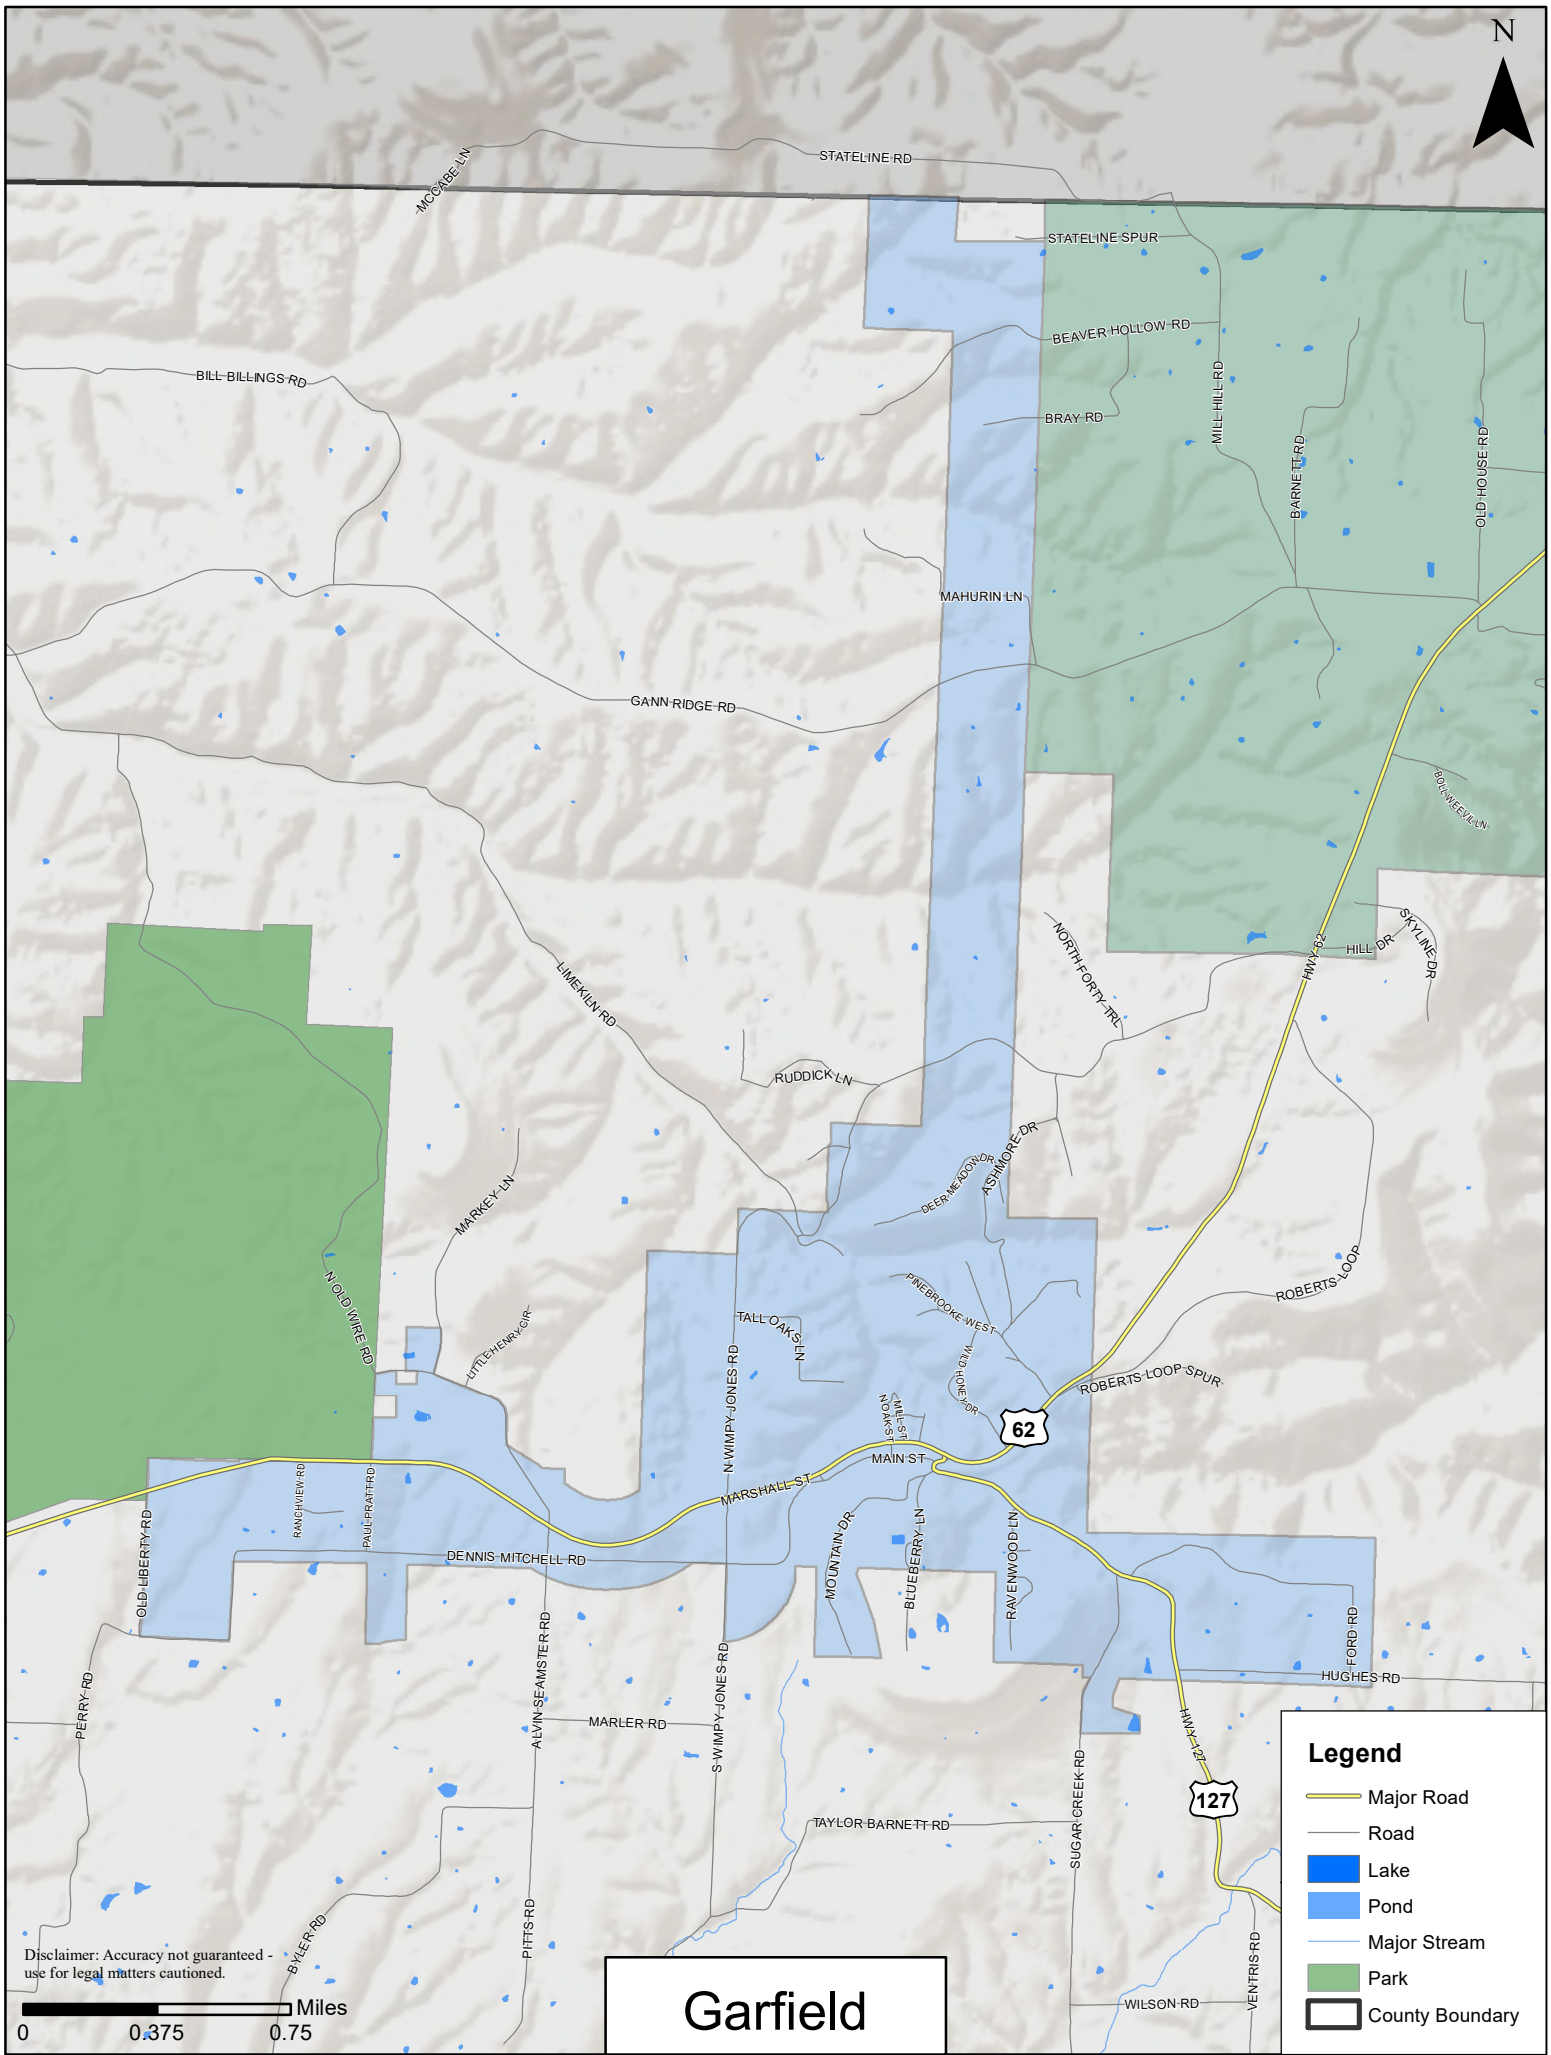 N
STATELINE RD
MCCABE LN
STATELINE SPUR
BEAVER HOLLOW RD
BILL BILLINGS RD
MILL HILL RD
BRAY RD
BARNETT RD
OLD HOUSE RD
MAHURIN LN
GANN RIDGE RD
BOLL WEEVIL LN
NORTH FORTY TRL
SKYLINE DR
HILL DR
HWY 62
LIMEKILN RD
RUDDICK LN
ASHMORE DR
DEER MEADOW DR
MARKEY LN
ROBERTS LOOP
N OLD WIRE RD
PINEBROOKE WEST
LITTLE HENRY CIR
TALL OAKS LN
WILD HONEY DR
ROBERTS LOOP SPUR
N WIMPY JONES RD
N OAK ST
MILL ST
62
MAIN ST
MARSHALL ST
RANCHVIEW RD
PAUL PRATT RD
OLD LIBERTY RD
DENNIS MITCHELL RD
MOUNTAIN DR
BLUEBERRY LN
RAVENWOOD LN
FORD RD
HUGHES RD
ALVIN SEAMSTER RD
S WIMPY JONES RD
PERRY RD
MARLER RD
HWY 127
127
SUGAR CREEK RD
TAYLOR BARNETT RD
BYLER RD
PITTS RD
VENTRIS RD
WILSON RD
Legend
Major Road
Road
Lake
Pond
Major Stream
Park
County Boundary
Disclaimer: Accuracy not guaranteed -
use for legal matters cautioned.
Miles
0 0.375 0.75
Garfield